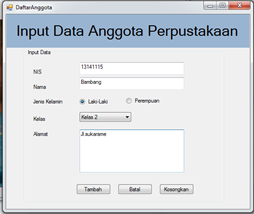 DaftarAnggota
Input Data Anggota Perpustakaan
Input Data
NIS 13141115
Nama Bambang
Jenis Kelamin Laki-Laki Perempuan
Kelas Kelas 2
Alamat Jl.sukarame
Tambah Batal Kosongkan